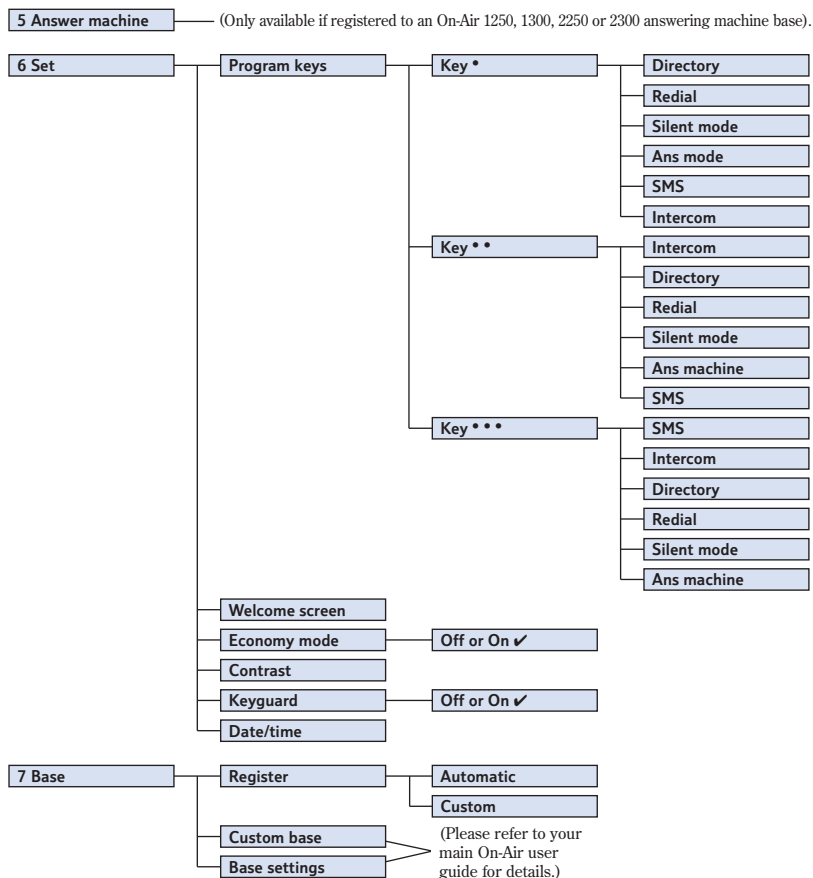 5 Answer machine
(Only available if registered to an On-Air 1250, 1300, 2250 or 2300 answering machine base).
6 Set
Program keys
Key •
Directory
Redial
Silent mode
Ans mode
SMS
Intercom
Key • •
Intercom
Directory
Redial
Silent mode
Ans machine
SMS
Key • • •
SMS
Intercom
Directory
Redial
Silent mode
Ans machine
Welcome screen
Economy mode
Off or On ✔
Contrast
Keyguard
Off or On ✔
Date/time
7 Base
Register
Automatic
Custom
Custom base
Base settings
(Please refer to your
main On-Air user
guide for details.)